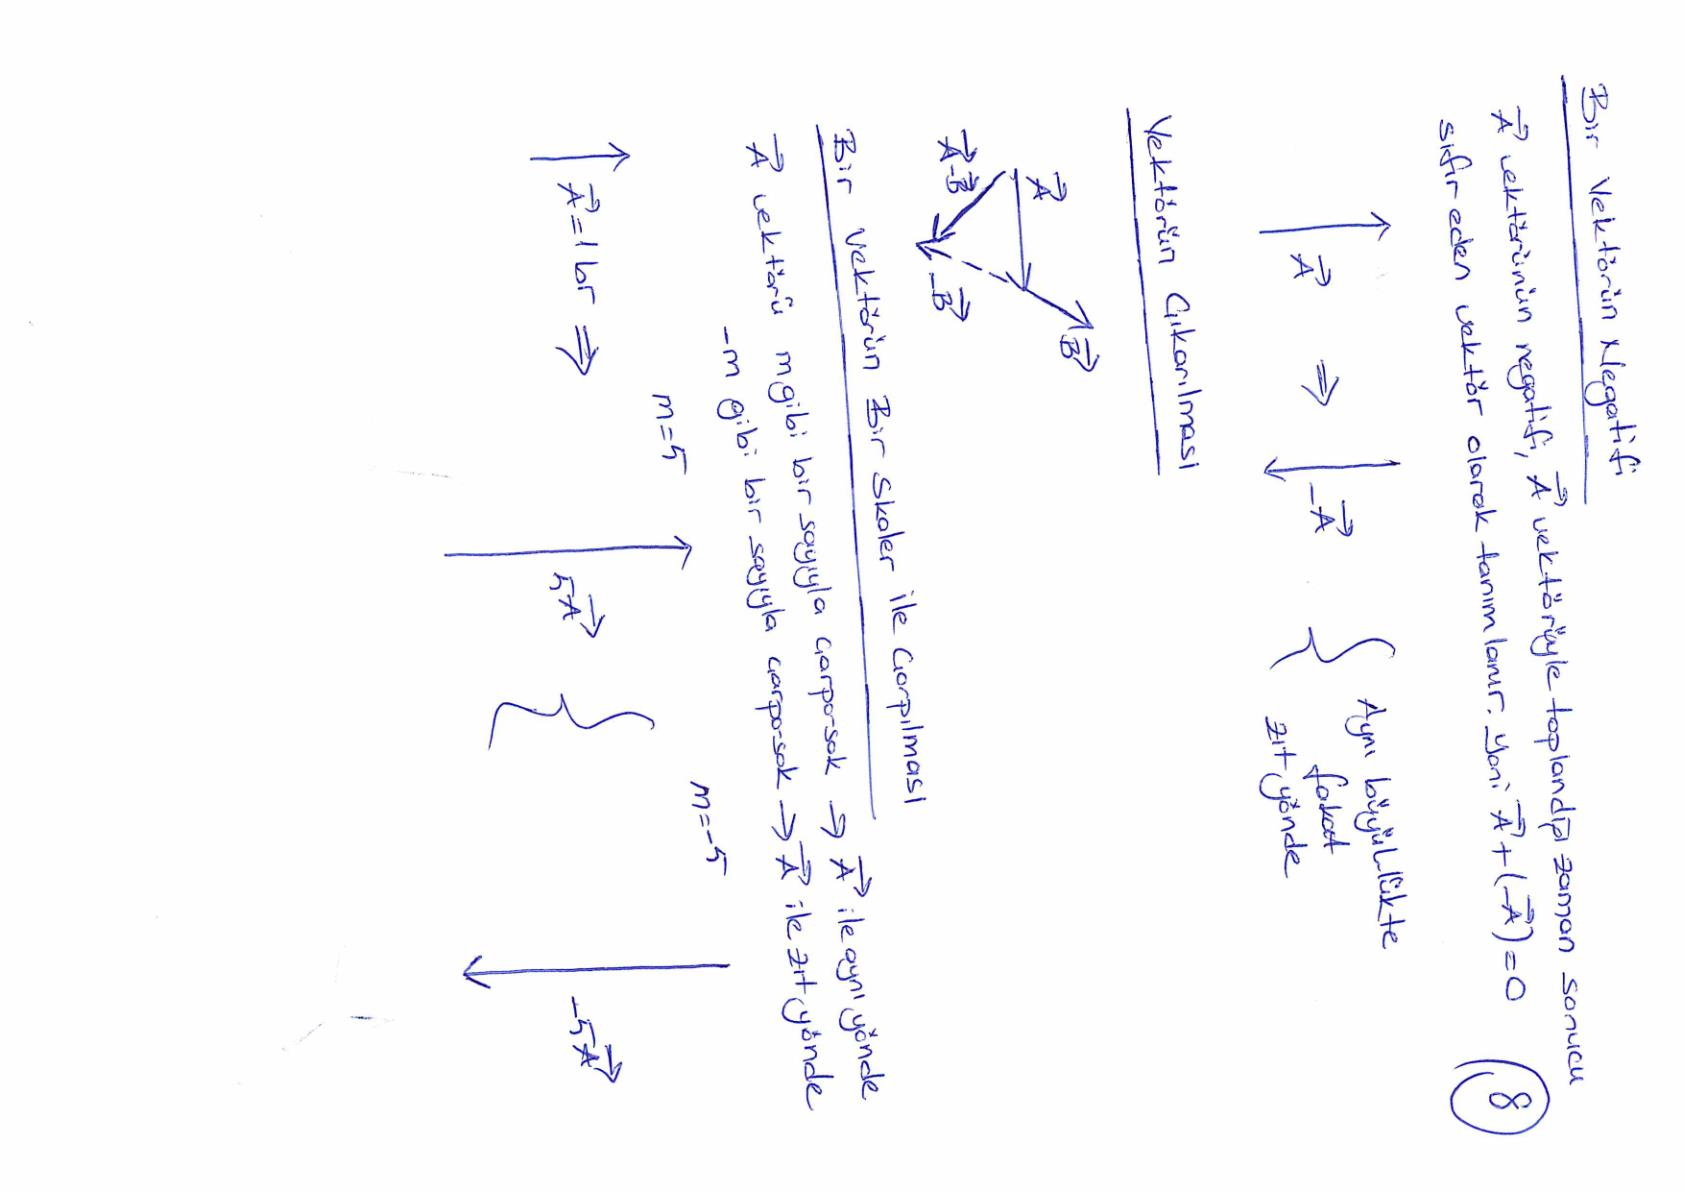 8
Bir Vektörün Negatifi
A⃗ vektörünün negatifi, A⃗ vektörüyle toplandığı zaman sonucu
sıfır eden vektör olarak tanımlanır. Yani A⃗ + (-A⃗) = 0
A⃗ ⇒ -A⃗ } Aynı büyüklükte
fakat
zıt yönde
Vektörün Çıkarılması
A⃗
B⃗
A⃗-B⃗
-B⃗
Bir Vektörün Bir Skaler ile Çarpılması
A⃗ vektörü m gibi bir sayıyla çarparsak → A⃗ ile aynı yönde
-m gibi bir sayıyla çarparsak → A⃗ ile zıt yönde
m=5
m=-5
A⃗ = 1 br ⇒ 5A⃗ } -5A⃗